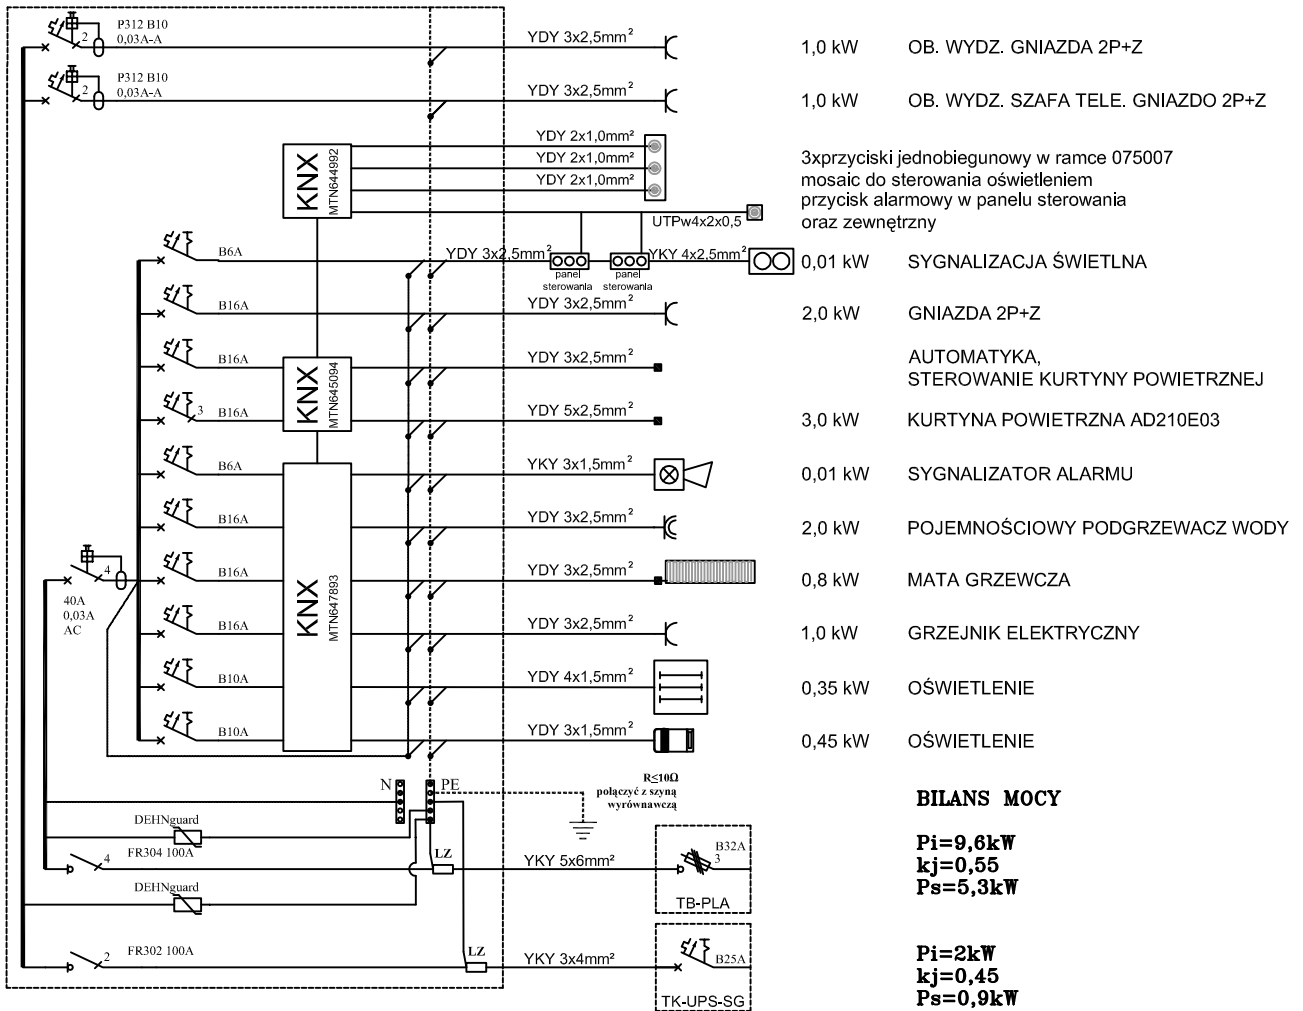 P312 B10
0,03A-A
2
YDY 3x2,5mm²
1,0 kW OB. WYDZ. GNIAZDA 2P+Z
P312 B10
0,03A-A
2
YDY 3x2,5mm²
1,0 kW OB. WYDZ. SZAFA TELE. GNIAZDO 2P+Z
KNX
MTN644992
YDY 2x1,0mm²
YDY 2x1,0mm²
YDY 2x1,0mm²
UTPw4x2x0,5
3xprzyciski jednobiegunowy w ramce 075007
mosaic do sterowania oświetleniem
przycisk alarmowy w panelu sterowania
oraz zewnętrzny
B6A
YDY 3x2,5mm²
YKY 4x2,5mm²
panel
sterowania
panel
sterowania
0,01 kW SYGNALIZACJA ŚWIETLNA
B16A
YDY 3x2,5mm²
2,0 kW GNIAZDA 2P+Z
B16A
KNX
MTN645094
YDY 3x2,5mm²
AUTOMATYKA,
STEROWANIE KURTYNY POWIETRZNEJ
3
B16A
YDY 5x2,5mm²
3,0 kW KURTYNA POWIETRZNA AD210E03
B6A
YKY 3x1,5mm²
0,01 kW SYGNALIZATOR ALARMU
B16A
YDY 3x2,5mm²
2,0 kW POJEMNOŚCIOWY PODGRZEWACZ WODY
4
40A
0,03A
AC
B16A
KNX
MTN647893
YDY 3x2,5mm²
0,8 kW MATA GRZEWCZA
B16A
YDY 3x2,5mm²
1,0 kW GRZEJNIK ELEKTRYCZNY
B10A
YDY 4x1,5mm²
0,35 kW OŚWIETLENIE
B10A
YDY 3x1,5mm²
0,45 kW OŚWIETLENIE
N
PE
R≤10Ω
połączyć z szyną
wyrównawczą
BILANS MOCY
DEHNguard
4
FR304 100A
LZ
YKY 5x6mm²
B32A
3
TB-PLA
Pi=9,6kW
kj=0,55
Ps=5,3kW
DEHNguard
2
FR302 100A
LZ
YKY 3x4mm²
B25A
TK-UPS-SG
Pi=2kW
kj=0,45
Ps=0,9kW